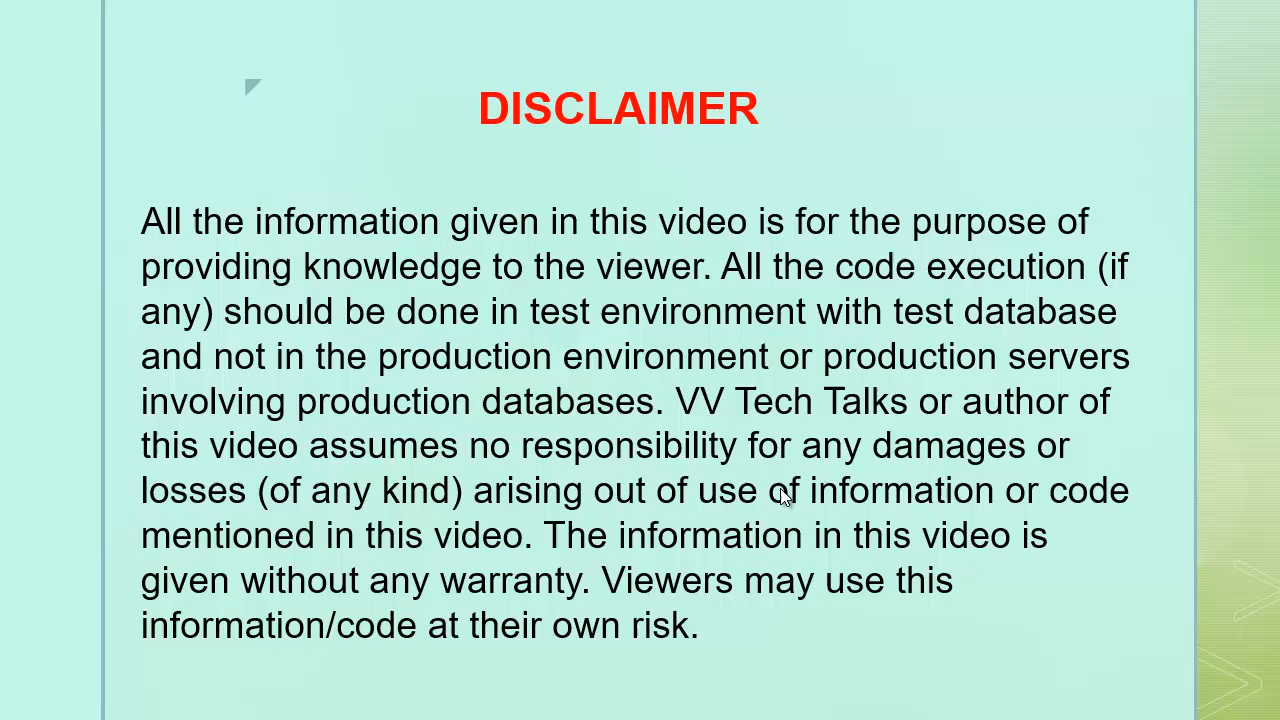 DISCLAIMER
All the information given in this video is for the purpose of
providing knowledge to the viewer. All the code execution (if
any) should be done in test environment with test database
and not in the production environment or production servers
involving production databases. VV Tech Talks or author of
this video assumes no responsibility for any damages or
losses (of any kind) arising out of use of information or code
mentioned in this video. The information in this video is
given without any warranty. Viewers may use this
information/code at their own risk.